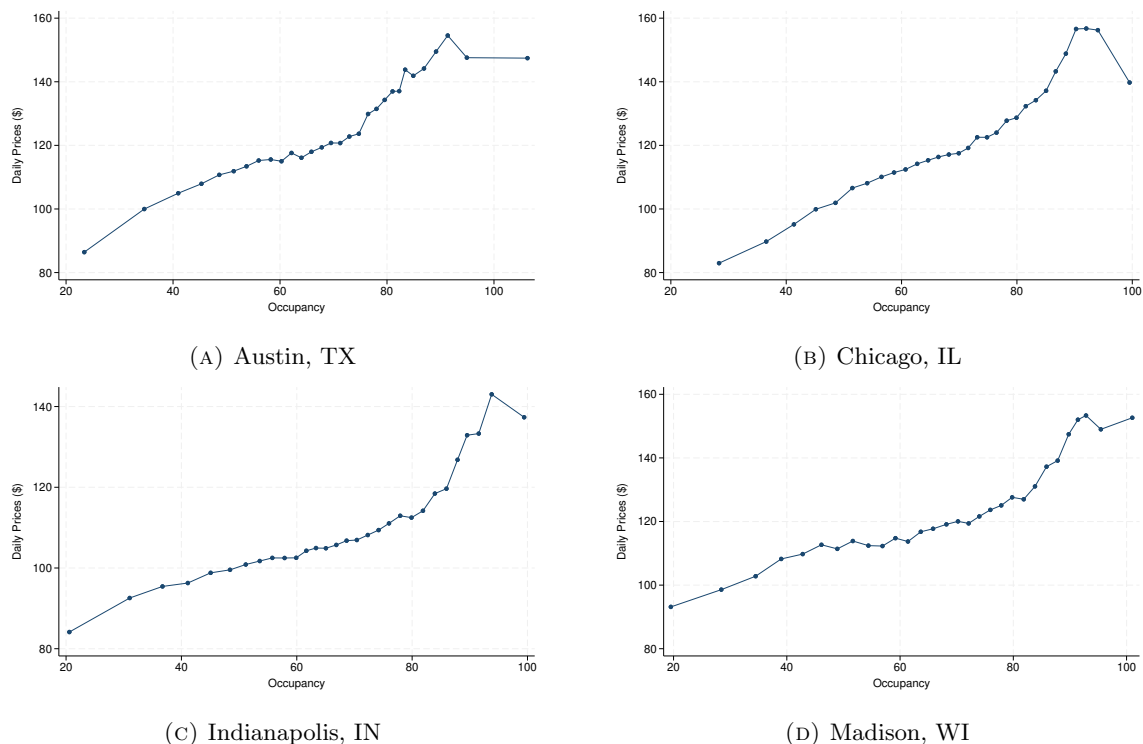 160
140
120
100
80
Daily Prices ($)
20 40 60 80 100
Occupancy
(A) Austin, TX
160
140
120
100
80
Daily Prices ($)
20 40 60 80 100
Occupancy
(B) Chicago, IL
140
120
100
80
Daily Prices ($)
20 40 60 80 100
Occupancy
(C) Indianapolis, IN
160
140
120
100
80
Daily Prices ($)
20 40 60 80 100
Occupancy
(D) Madison, WI